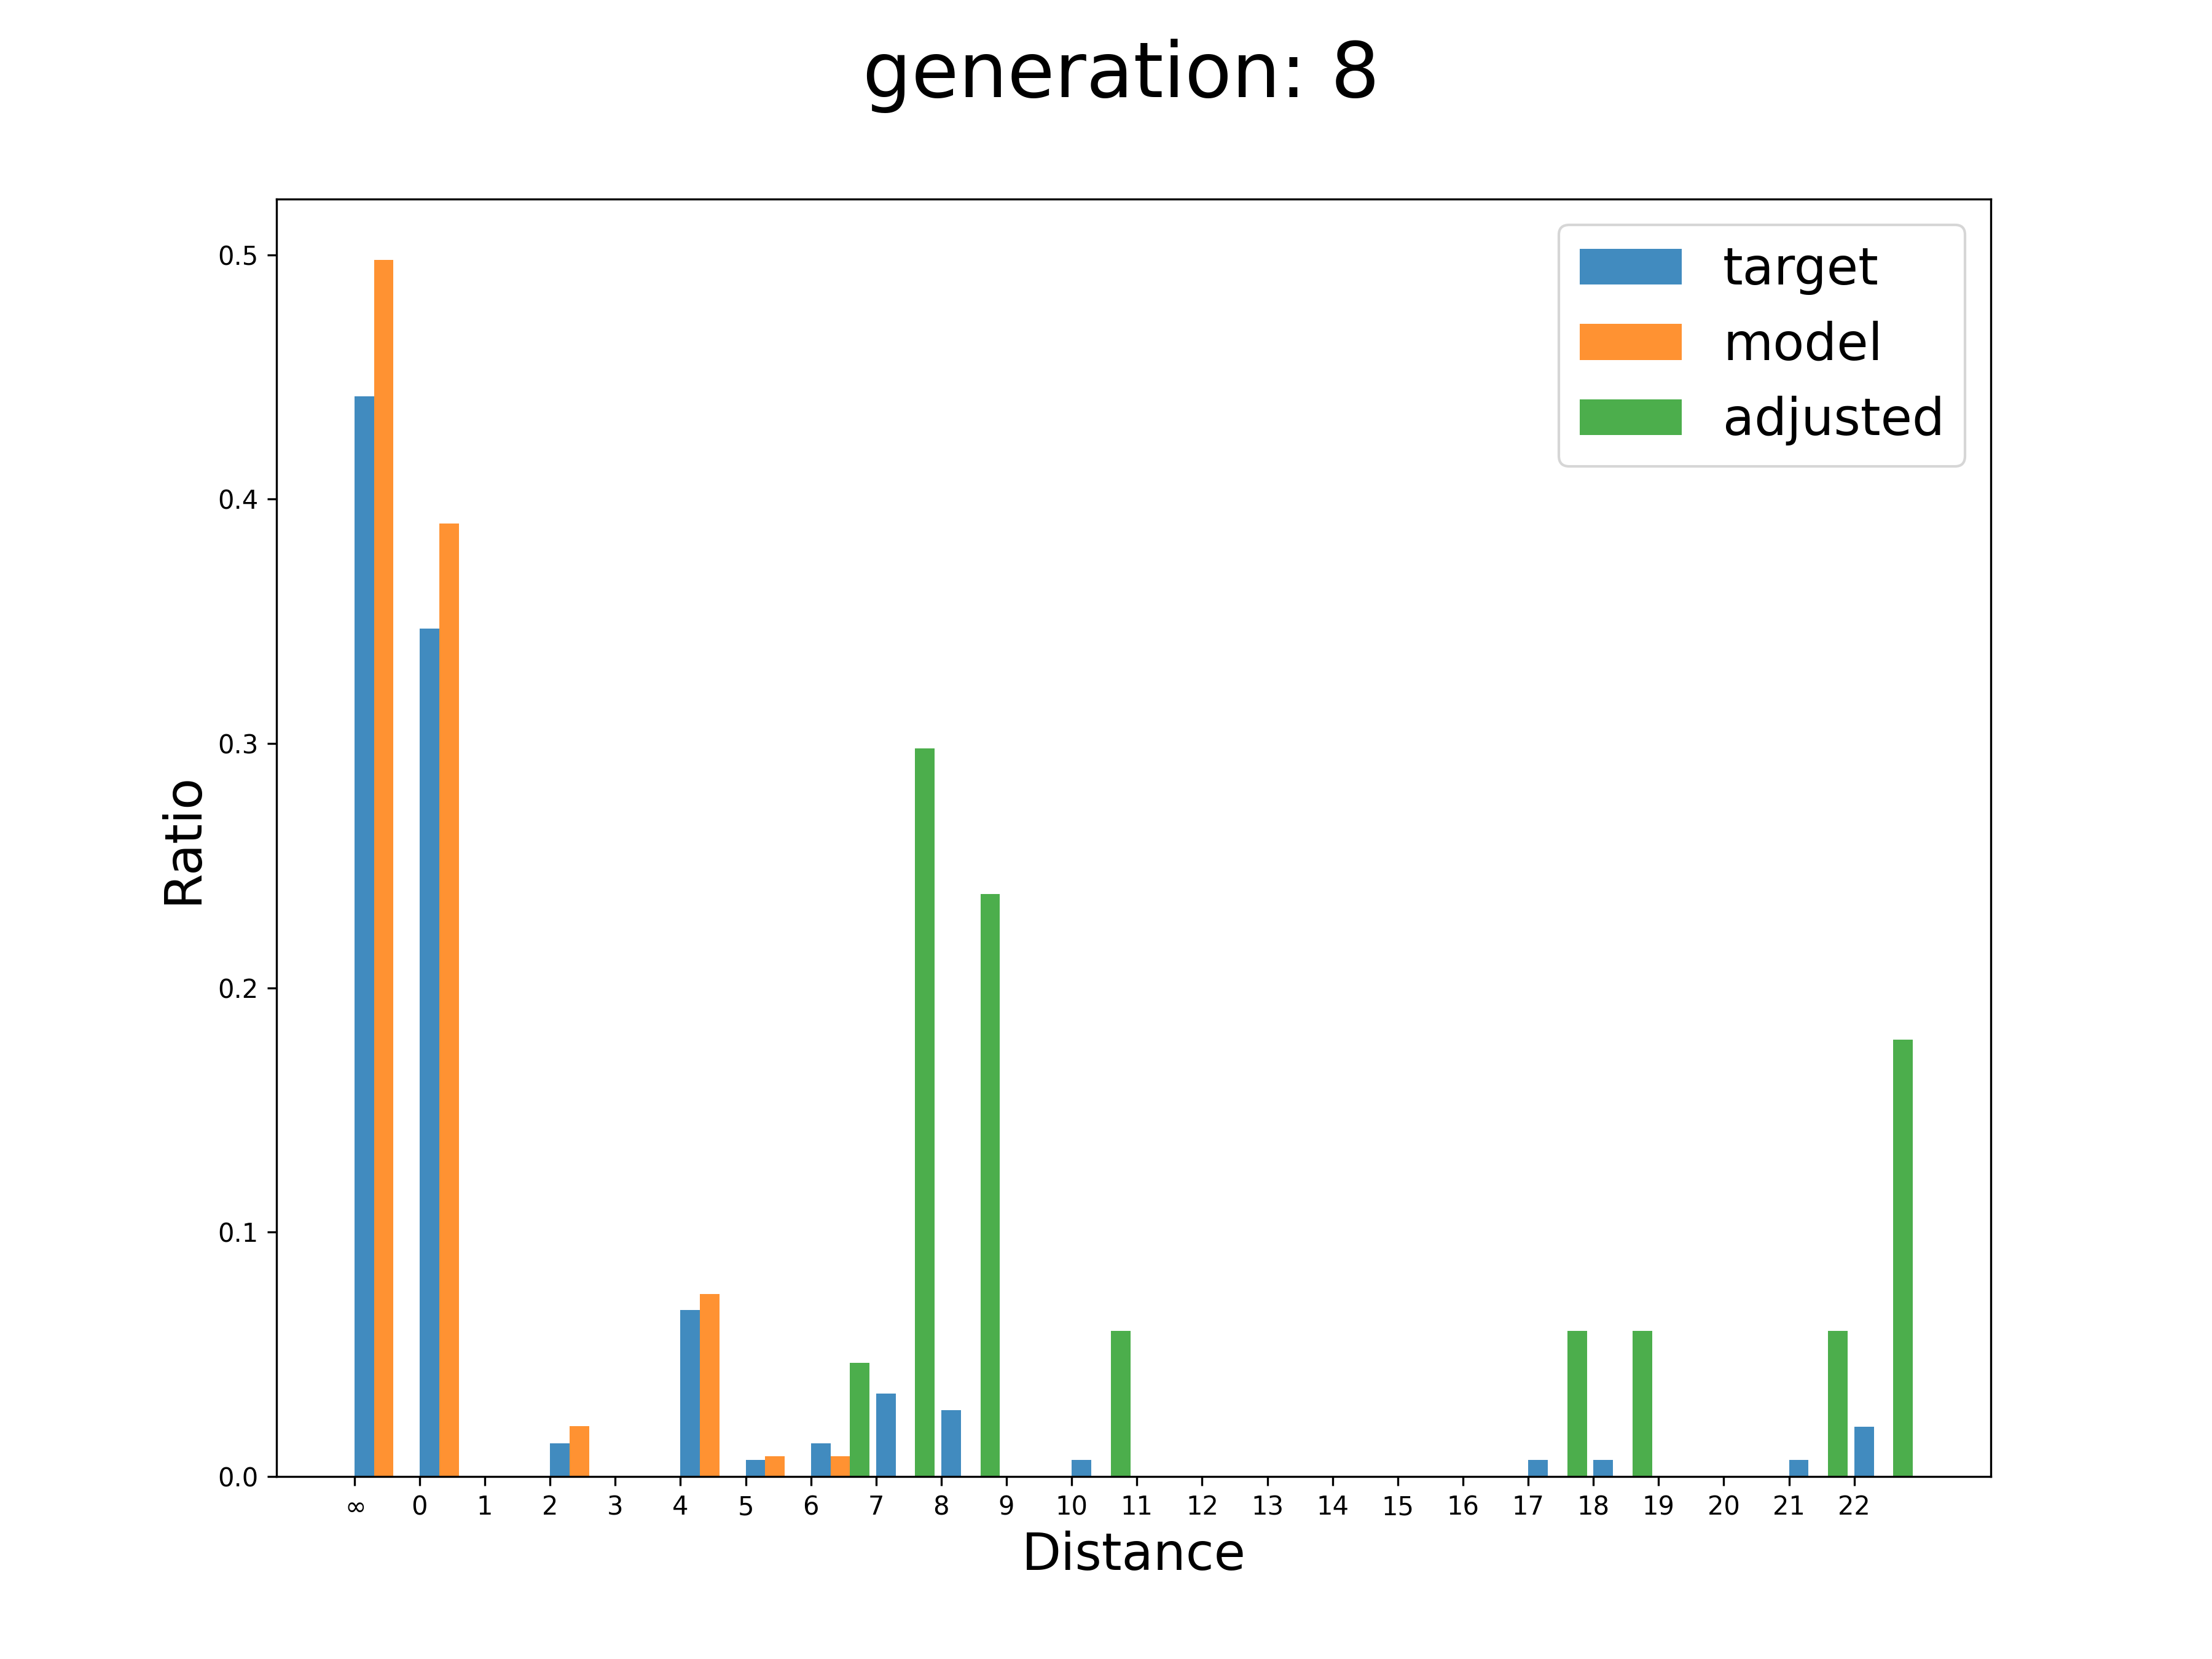 generation: 8
target
model
adjusted
0.5
0.4
0.3
0.2
0.1
0.0
Ratio
∞ 0 1 2 3 4 5 6 7 8 9 10 11 12 13 14 15 16 17 18 19 20 21 22
Distance